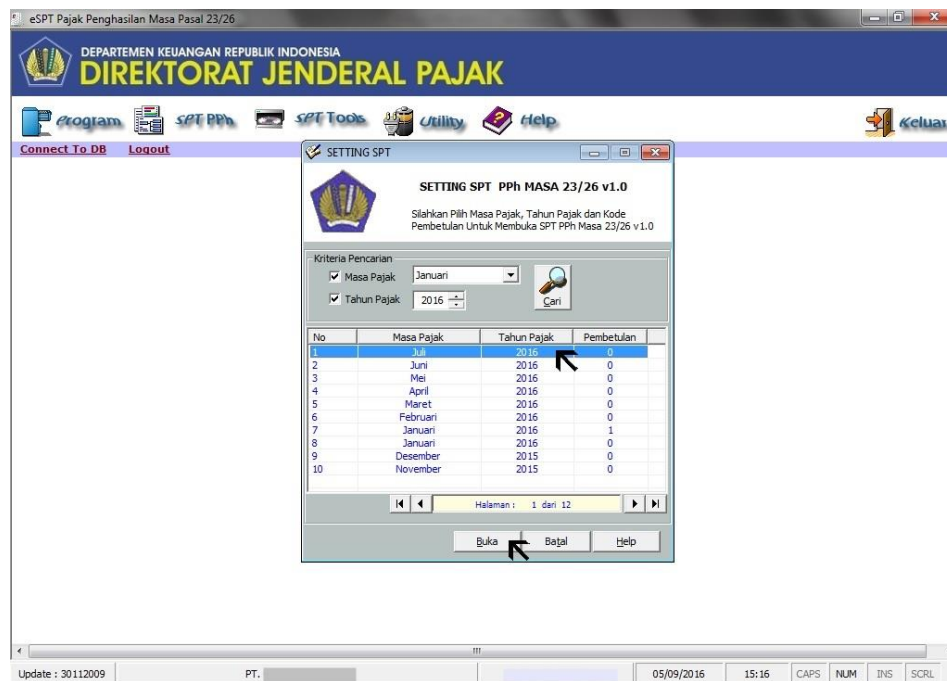 eSPT Pajak Penghasilan Masa Pasal 23/26
DEPARTEMEN KEUANGAN REPUBLIK INDONESIA
DIREKTORAT JENDERAL PAJAK
Program SPT PPh SPT Tools Utility Help Keluar
Connect To DB Logout
SETTING SPT
SETTING SPT PPh MASA 23/26 v1.0
Silahkan Pilih Masa Pajak, Tahun Pajak dan Kode
Pembetulan Untuk Membuka SPT PPh Masa 23/26 v1.0
Kriteria Pencarian
Masa Pajak Januari
Tahun Pajak 2016
Cari
No Masa Pajak Tahun Pajak Pembetulan
1 Juli 2016 0
2 Juni 2016 0
3 Mei 2016 0
4 April 2016 0
5 Maret 2016 0
6 Februari 2016 0
7 Januari 2016 1
8 Januari 2016 0
9 Desember 2015 0
10 November 2015 0
Halaman : 1 dari 12
Buka Batal Help
Update : 30112009 PT. 05/09/2016 15:16 CAPS NUM INS SCRL